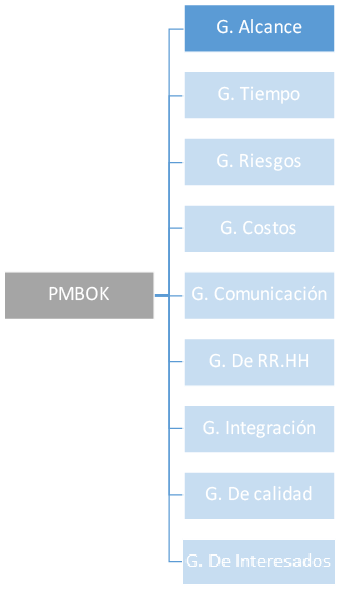 G. Alcance
G. Tiempo
G. Riesgos
G. Costos
PMBOK
G. Comunicación
G. De RR.HH
G. Integración
G. De calidad
G. De Interesados